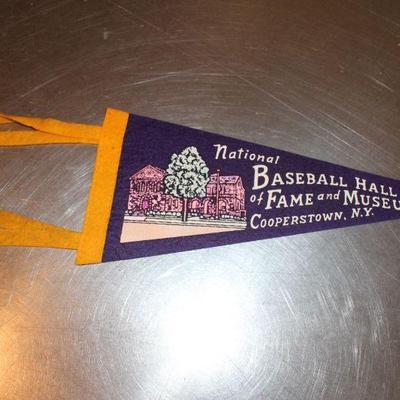 National
BASEBALL HALL
of FAME and MUSEU
COOPERSTOWN, N.Y.